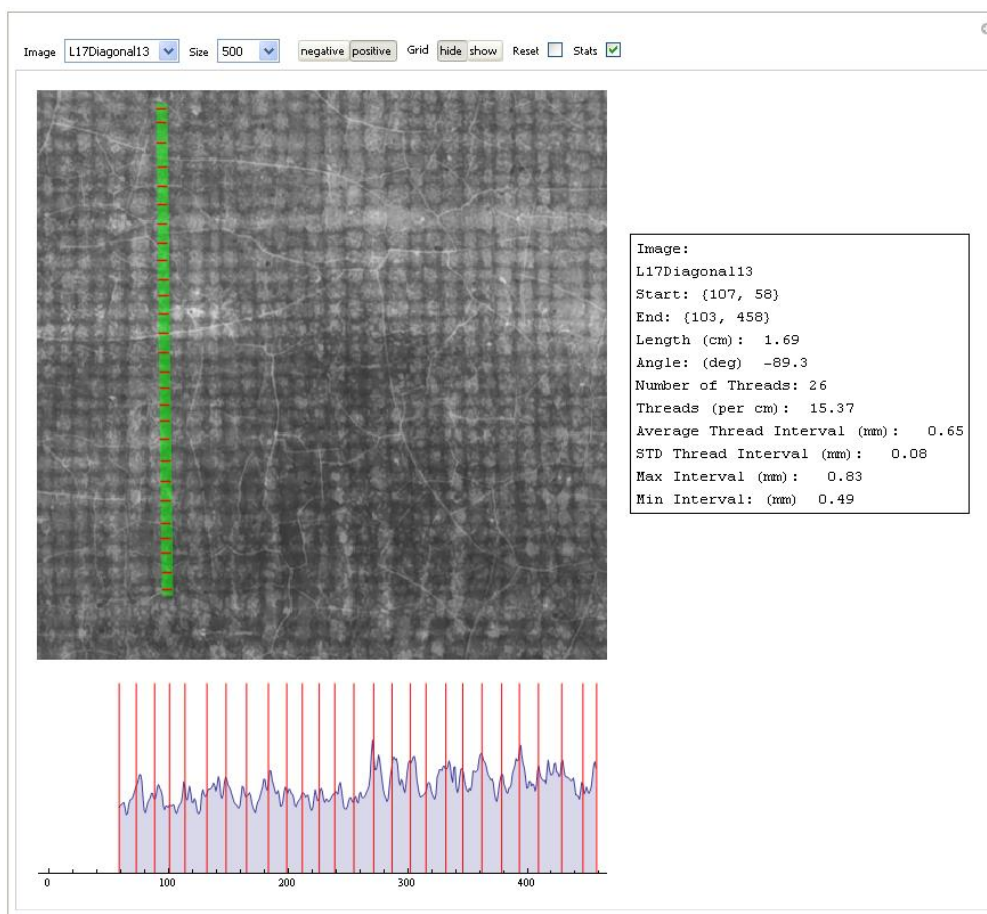 Image L17Diagonal13 Size 500 negative positive Grid hide show Reset Stats
Image:
L17Diagonal13
Start: {107, 58}
End: {103, 458}
Length (cm): 1.69
Angle: (deg) -89.3
Number of Threads: 26
Threads (per cm): 15.37
Average Thread Interval (mm): 0.65
STD Thread Interval (mm): 0.08
Max Interval (mm): 0.83
Min Interval: (mm) 0.49
0 100 200 300 400